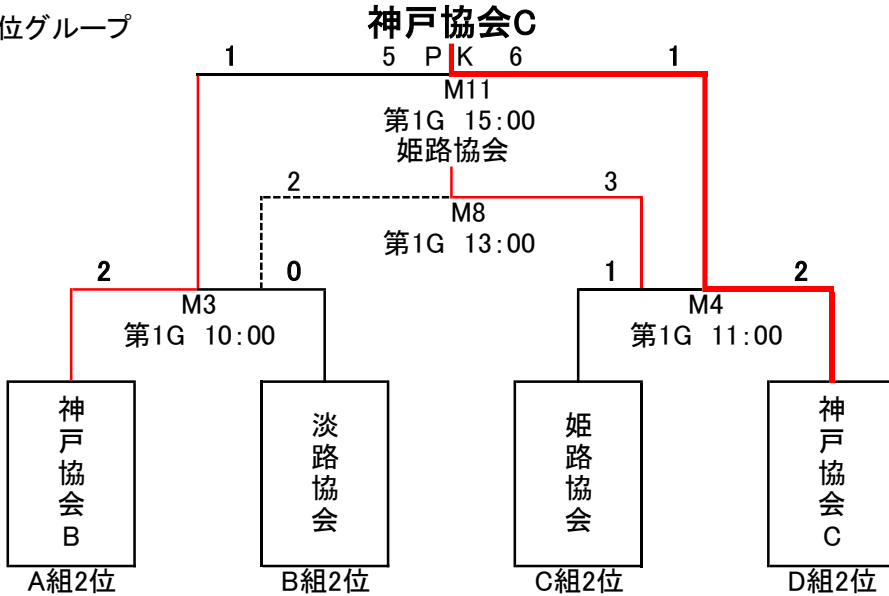 位グループ
神戸協会C
1 5 P K 6 1
M11
第1G 15:00
姫路協会
2 3
M8
第1G 13:00
2 0 1 2
M3 M4
第1G 10:00 第1G 11:00
神戸協会B
淡路協会
姫路協会
神戸協会C
A組2位 B組2位 C組2位 D組2位